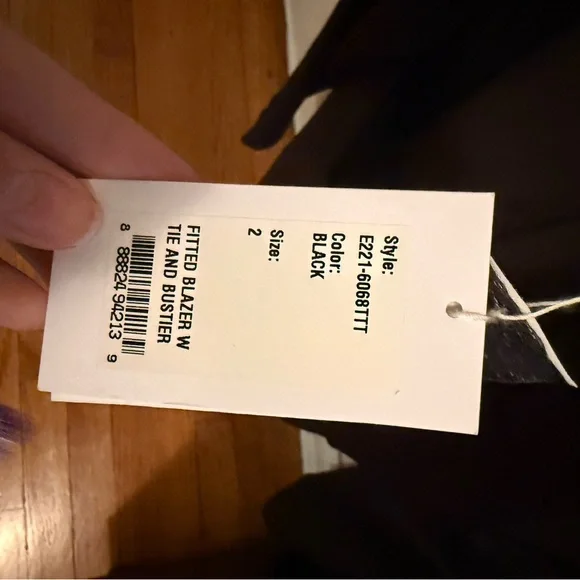 Style:
E221-6068TTT
Color:
BLACK
Size:
2
FITTED BLAZER W
TIE AND BUSTIER
8 88824 94213 9